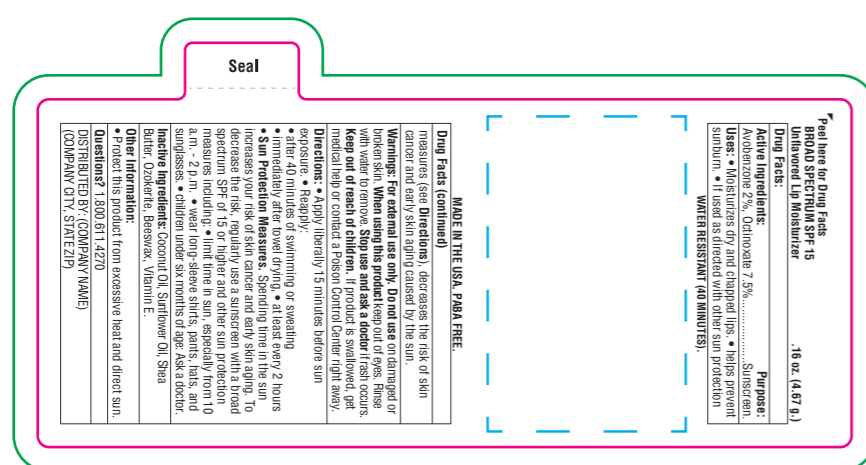 Seal
Peel here for Drug Facts
BROAD SPECTRUM SPF 15
Unflavored Lip Moisturizer .16 oz. (4.67 g.)
Drug Facts:
Active Ingredients: Purpose:
Avobenzone 2%, Octinoxate 7.5%...................Sunscreen.
Uses: • Moisturizes dry and chapped lips. • helps prevent
sunburn. • If used as directed with other sun protection
WATER RESISTANT (40 MINUTES).
MADE IN THE USA. PABA FREE.
Drug Facts (continued)
measures (see Directions), decreases the risk of skin
cancer and early skin aging caused by the sun.
Warnings: For external use only. Do not use on damaged or
broken skin. When using this product keep out of eyes. Rinse
with water to remove. Stop use and ask a doctor if rash occurs.
Keep out of reach of children. If product is swallowed, get
medical help or contact a Poison Control Center right away.
Directions: • Apply liberally 15 minutes before sun
exposure. • Reapply:
• after 40 minutes of swimming or sweating
• immediately after towel drying. • at least every 2 hours
• Sun Protection Measures. Spending time in the sun
increases your risk of skin cancer and early skin aging. To
decrease the risk, regularly use a sunscreen with a broad
spectrum SPF of 15 or higher and other sun protection
measures including: • limit time in sun, especially from 10
a.m. - 2 p.m. • wear long-sleeve shirts, pants, hats, and
sunglasses. • children under six months of age: Ask a doctor.
Inactive Ingredients: Coconut Oil, Sunflower Oil, Shea
Butter, Ozokerite, Beeswax, Vitamin E.
Other Information:
• Protect this product from excessive heat and direct sun.
Questions? 1.800.611.4270
DISTRIBUTED BY: (COMPANY NAME)
(COMPANY CITY, STATE ZIP)